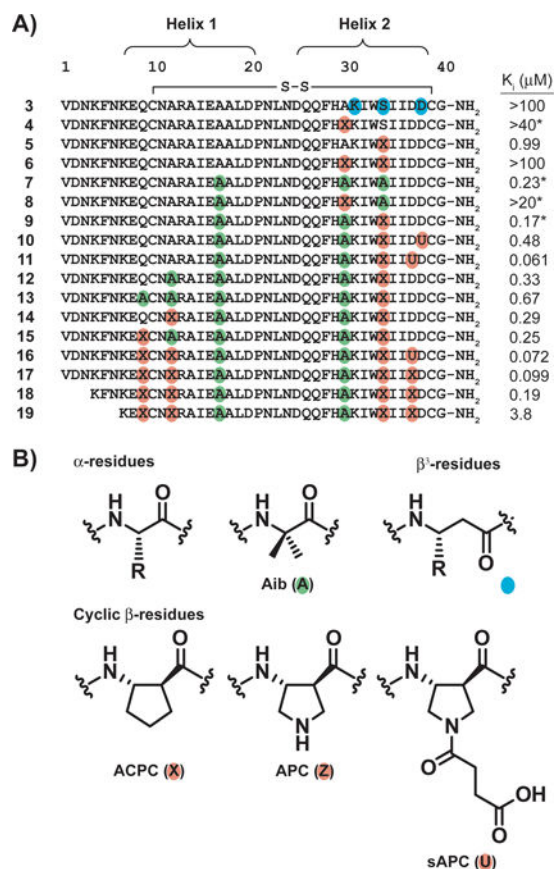 A)
Helix 1 Helix 2
1 10 20 30 40
S-S
Kᵢ (µM)
3 VDNKFNKEQCNARAIEAALDPNLNDQQFHAKIWSIIDDCG-NH₂ >100
4 VDNKFNKEQCNARAIEAALDPNLNDQQFHXKIWSIIDDCG-NH₂ >40*
5 VDNKFNKEQCNARAIEAALDPNLNDQQFHAKIWXIIDDCG-NH₂ 0.99
6 VDNKFNKEQCNARAIEAALDPNLNDQQFHXKIWXIIDDCG-NH₂ >100
7 VDNKFNKEQCNARAIEAALDPNLNDQQFHAKIWAIIDDCG-NH₂ 0.23*
8 VDNKFNKEQCNARAIEAALDPNLNDQQFHXKIWAIIDDCG-NH₂ >20*
9 VDNKFNKEQCNARAIEAALDPNLNDQQFHAKIWXIIDDCG-NH₂ 0.17*
10 VDNKFNKEQCNARAIEAALDPNLNDQQFHAKIWXIIDUCG-NH₂ 0.48
11 VDNKFNKEQCNARAIEAALDPNLNDQQFHAKIWXIIUDCG-NH₂ 0.061
12 VDNKFNKEQCNARAIEAALDPNLNDQQFHAKIWXIIDDCG-NH₂ 0.33
13 VDNKFNKEACNARAIEAALDPNLNDQQFHAKIWXIIDDCG-NH₂ 0.67
14 VDNKFNKEQCNXRAIEAALDPNLNDQQFHAKIWXIIDDCG-NH₂ 0.29
15 VDNKFNKEXCNARAIEAALDPNLNDQQFHAKIWXIIDDCG-NH₂ 0.25
16 VDNKFNKEXCNXRAIEAALDPNLNDQQFHAKIWXIIUDCG-NH₂ 0.072
17 VDNKFNKEXCNXRAIEAALDPNLNDQQFHAKIWXIIXDCG-NH₂ 0.099
18 KFNKEXCNXRAIEAALDPNLNDQQFHAKIWXIIXDCG-NH₂ 0.19
19 KEXCNXRAIEAALDPNLNDQQFHAKIWXIIXDCG-NH₂ 3.8
B)
α-residues β³-residues
H O O H
N N H N
R R O
Aib (A)
Cyclic β-residues
H O H O H O
N N N
N N
H O
ACPC (X) APC (Z) OH
O
sAPC (U)